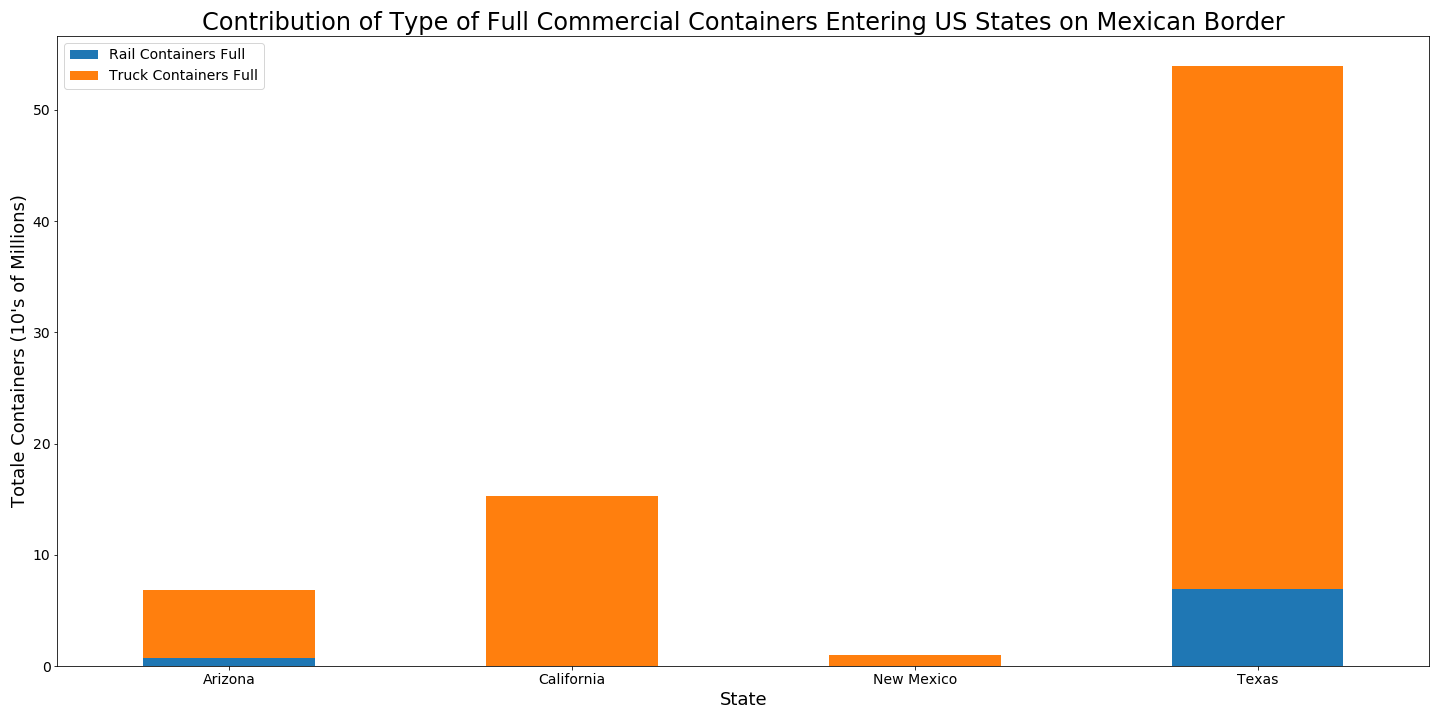 Contribution of Type of Full Commercial Containers Entering US States on Mexican Border
Rail Containers Full
Truck Containers Full
Totale Containers (10's of Millions)
50
40
30
20
10
0
Arizona
California
New Mexico
Texas
State